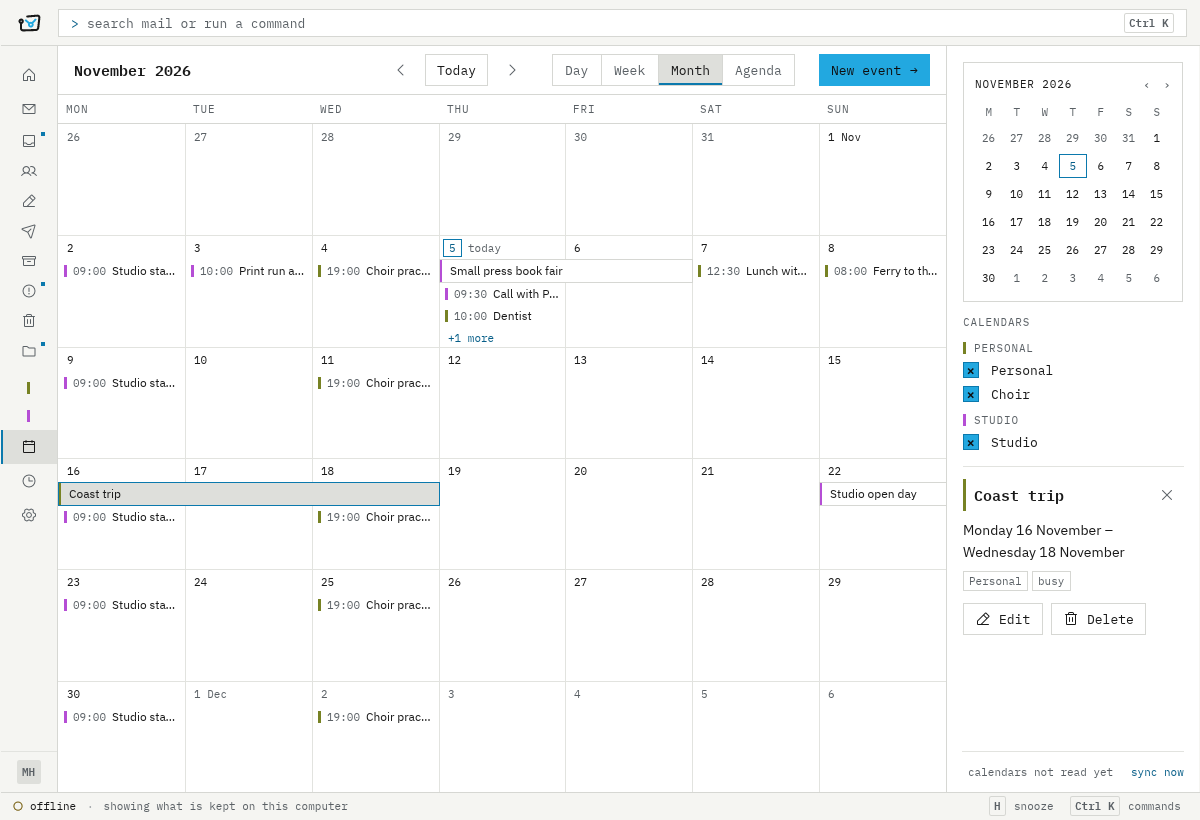 > search mail or run a command Ctrl K
November 2026 Today Day Week Month Agenda New event →
MON TUE WED THU FRI SAT SUN
26 27 28 29 30 31 1 Nov
2 3 4 5 today 6 7 8
09:00 Studio sta... 10:00 Print run a... 19:00 Choir prac... Small press book fair 12:30 Lunch wit... 08:00 Ferry to th...
09:30 Call with P...
10:00 Dentist
+1 more
9 10 11 12 13 14 15
09:00 Studio sta... 19:00 Choir prac...
16 17 18 19 20 21 22
Coast trip Studio open day
09:00 Studio sta... 19:00 Choir prac...
23 24 25 26 27 28 29
09:00 Studio sta... 19:00 Choir prac...
30 1 Dec 2 3 4 5 6
09:00 Studio sta... 19:00 Choir prac...
NOVEMBER 2026 ‹ ›
M T W T F S S
26 27 28 29 30 31 1
2 3 4 5 6 7 8
9 10 11 12 13 14 15
16 17 18 19 20 21 22
23 24 25 26 27 28 29
30 1 2 3 4 5 6
CALENDARS
PERSONAL
Personal
Choir
STUDIO
Studio
Coast trip
Monday 16 November –
Wednesday 18 November
Personal busy
Edit Delete
calendars not read yet sync now
MH
offline · showing what is kept on this computer H snooze Ctrl K commands